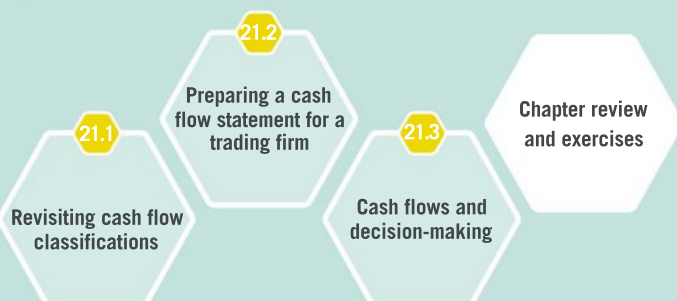 21.1
Revisiting cash flow
classifications
21.2
Preparing a cash
flow statement for a
trading firm
21.3
Cash flows and
decision-making
Chapter review
and exercises